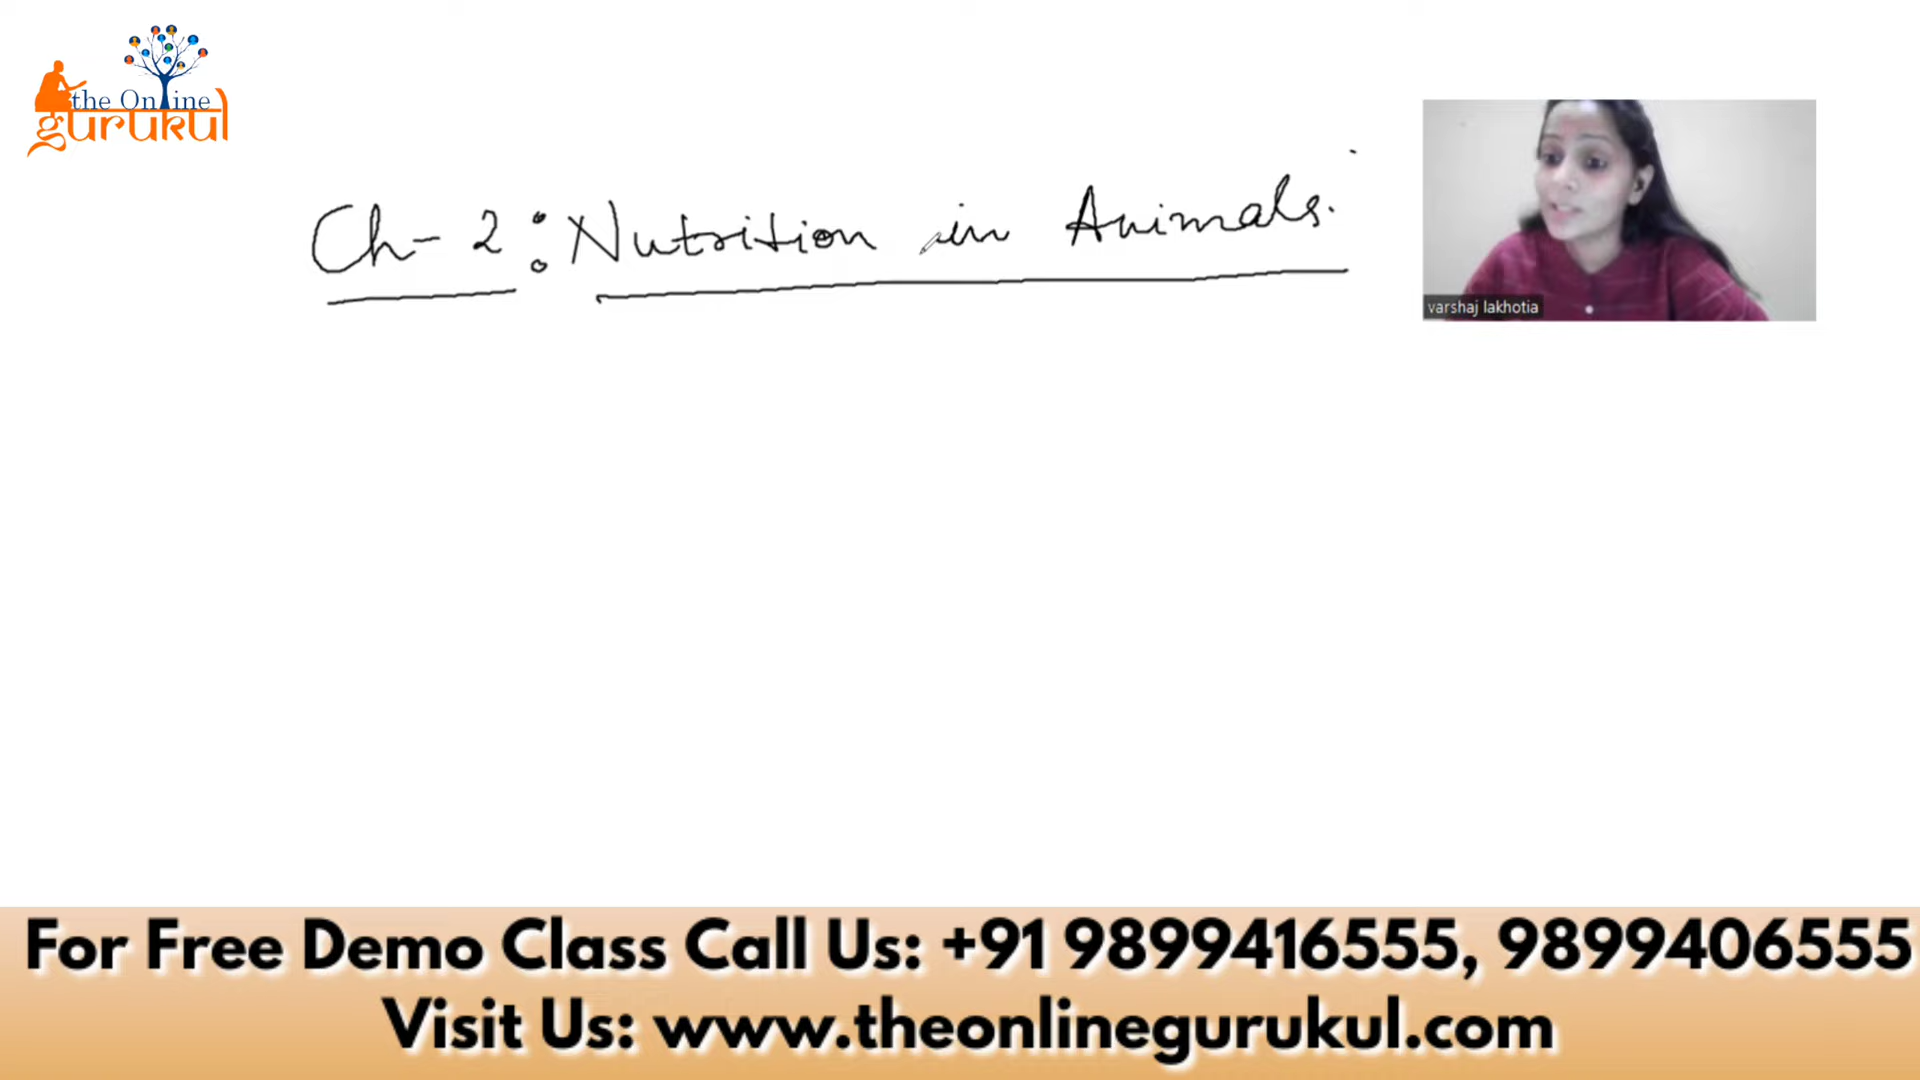 the Online
gurukul
Ch- 2 : Nutrition in Animals.
varshaj lakhotia
For Free Demo Class Call Us: +91 9899416555, 9899406555
Visit Us: www.theonlinegurukul.com